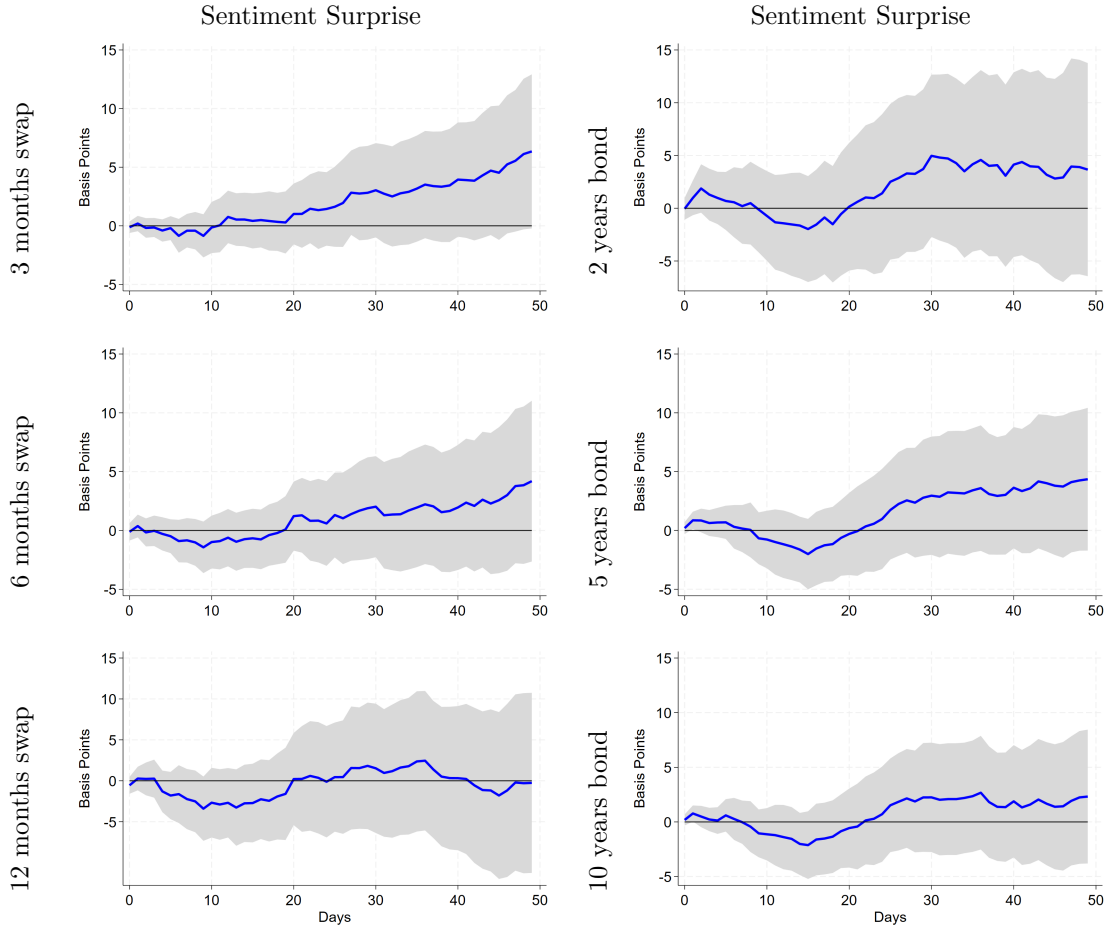 Sentiment Surprise
Sentiment Surprise
3 months swap
Basis Points
15
10
5
0
-5
0 10 20 30 40 50
2 years bond
Basis Points
15
10
5
0
-5
0 10 20 30 40 50
6 months swap
Basis Points
15
10
5
0
-5
0 10 20 30 40 50
5 years bond
Basis Points
15
10
5
0
-5
0 10 20 30 40 50
12 months swap
Basis Points
15
10
5
0
-5
0 10 20 30 40 50
Days
10 years bond
Basis Points
15
10
5
0
-5
0 10 20 30 40 50
Days